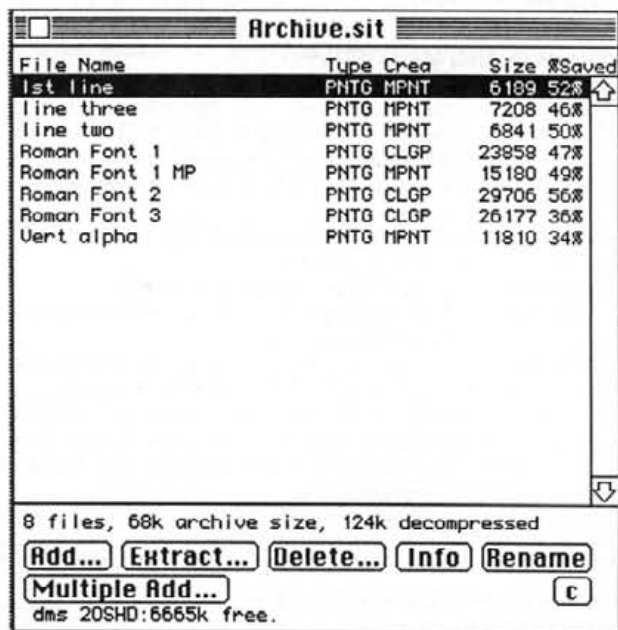 Archive.sit
File Name Type Crea Size %Saved
1st line PNTG MPNT 6189 52%
line three PNTG MPNT 7208 46%
line two PNTG MPNT 6841 50%
Roman Font 1 PNTG CLGP 23858 47%
Roman Font 1 MP PNTG MPNT 15180 49%
Roman Font 2 PNTG CLGP 29706 56%
Roman Font 3 PNTG CLGP 26177 36%
Vert alpha PNTG MPNT 11810 34%
8 files, 68k archive size, 124k decompressed
Add... Extract... Delete... Info Rename
Multiple Add... c
dms 20SHD:6665k free.